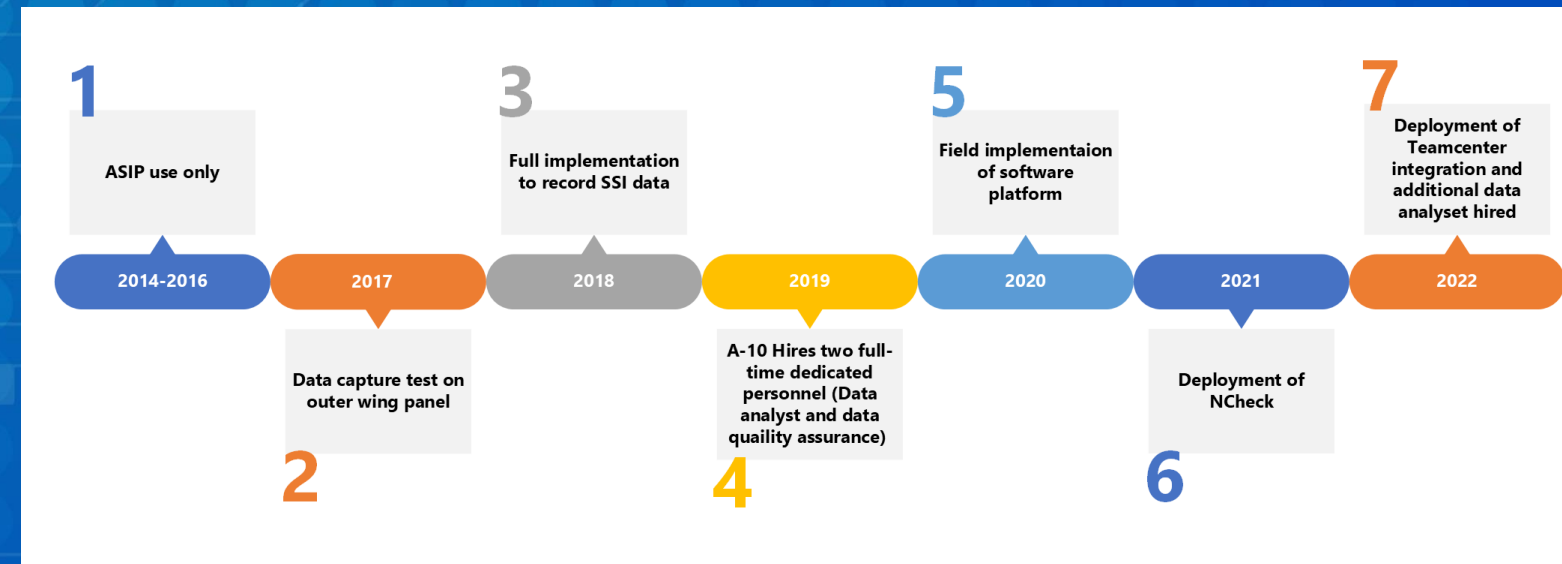 1
ASIP use only
2014-2016
2017
Data capture test on
outer wing panel
2
3
Full implementation
to record SSI data
2018
2019
A-10 Hires two full-
time dedicated
personnel (Data
analyst and data
quaility assurance)
4
5
Field implementaion
of software
platform
2020
2021
Deployment of
NCheck
6
7
Deployment of
Teamcenter
integration and
additional data
analyset hired
2022